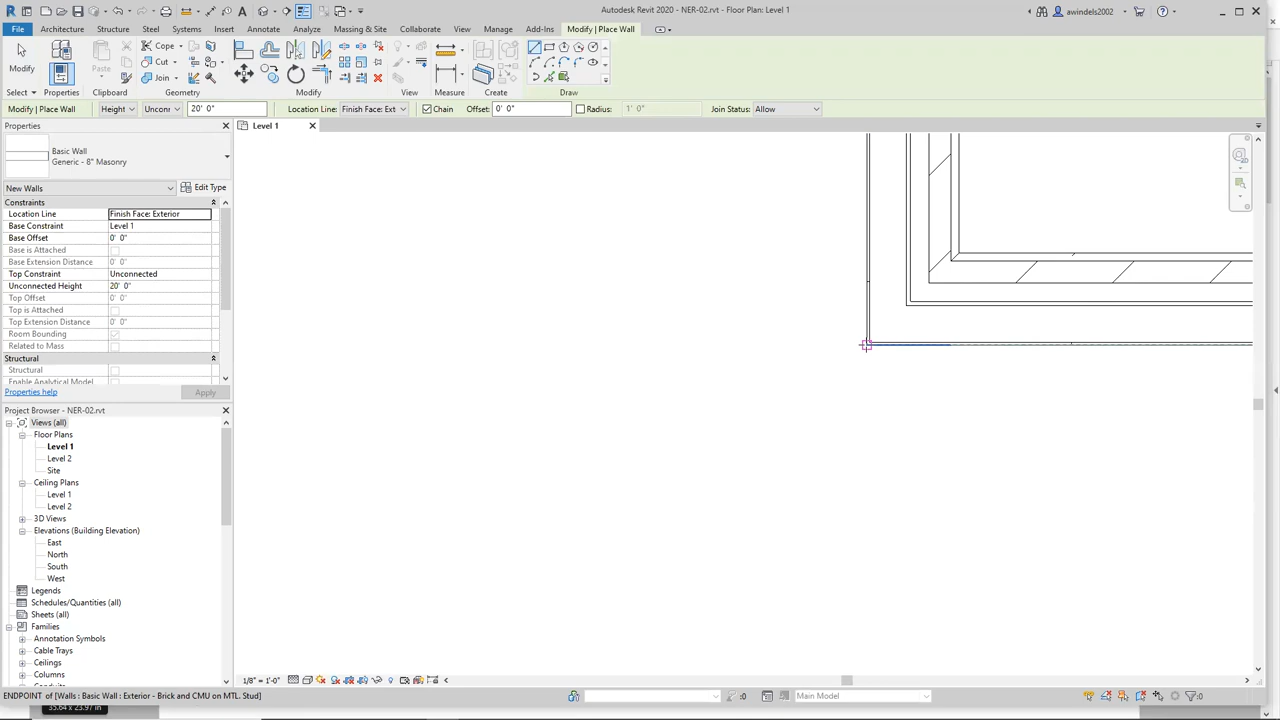 Autodesk Revit 2020 - NER-02.rvt - Floor Plan: Level 1
awindels2002
File Architecture Structure Steel Systems Insert Annotate Analyze Massing & Site Collaborate View Manage Add-Ins Modify | Place Wall
Modify
Paste
Cope
Cut
Join
Select Properties Clipboard Geometry Modify View Measure Create Draw
Modify | Place Wall Height Uncon 20' 0" Location Line: Finish Face: Ext Chain Offset: 0' 0" Radius: 1' 0" Join Status: Allow
Properties
Level 1
Basic Wall
Generic - 8" Masonry
New Walls Edit Type
Constraints
Location Line Finish Face: Exterior
Base Constraint Level 1
Base Offset 0' 0"
Base is Attached
Base Extension Distance 0' 0"
Top Constraint Unconnected
Unconnected Height 20' 0"
Top Offset 0' 0"
Top is Attached
Top Extension Distance 0' 0"
Room Bounding
Related to Mass
Structural
Structural
Enable Analytical Model
Properties help Apply
Project Browser - NER-02.rvt
Views (all)
Floor Plans
Level 1
Level 2
Site
Ceiling Plans
Level 1
Level 2
3D Views
Elevations (Building Elevation)
East
North
South
West
Legends
Schedules/Quantities (all)
Sheets (all)
Families
Annotation Symbols
Cable Trays
Ceilings
Columns
1/8" = 1'-0"
ENDPOINT of [Walls : Basic Wall : Exterior - Brick and CMU on MTL. Stud]
:0
Main Model
:0
35.64 x 23.97 in